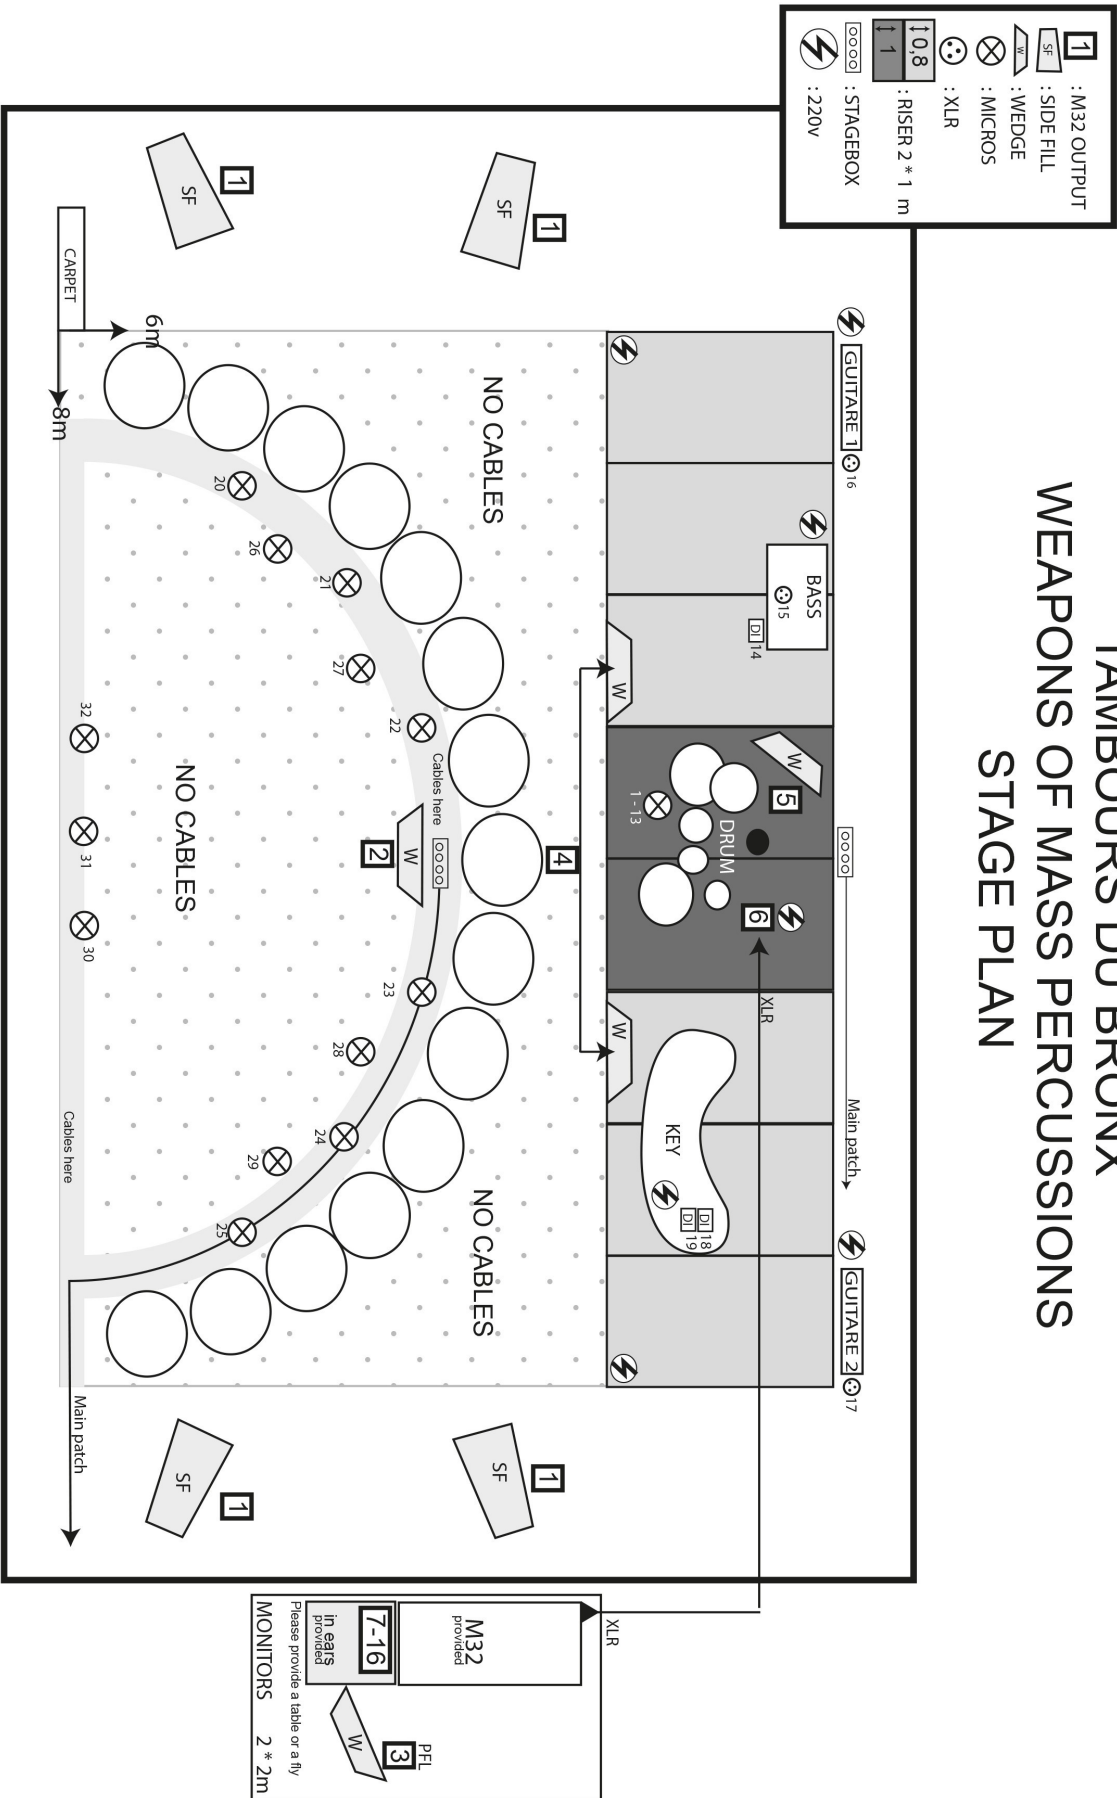 TAMBOURS DU BRONX
WEAPONS OF MASS PERCUSSIONS
STAGE PLAN
1 : M32 OUTPUT
SF : SIDE FILL
W : WEDGE
: MICROS
: XLR
0,8
1
: RISER 2 * 1 m
: STAGEBOX
: 220v
GUITARE 1
16
Main patch
GUITARE 2
17
BASS
15
DI 14
W
5
DRUM
1 - 13
6
XLR
KEY
DI 18
DI 19
W
W
4
SF
1
NO CABLES
NO CABLES
SF
1
Cables here
W
2
20
26
21
27
22
23
28
24
29
25
NO CABLES
SF
1
SF
1
6m
CARPET
8m
32
31
30
Cables here
Main patch
XLR
M32
provided
7-16
in ears
provided
PFL
3
W
Please provide a table or a fly
MONITORS 2 * 2m